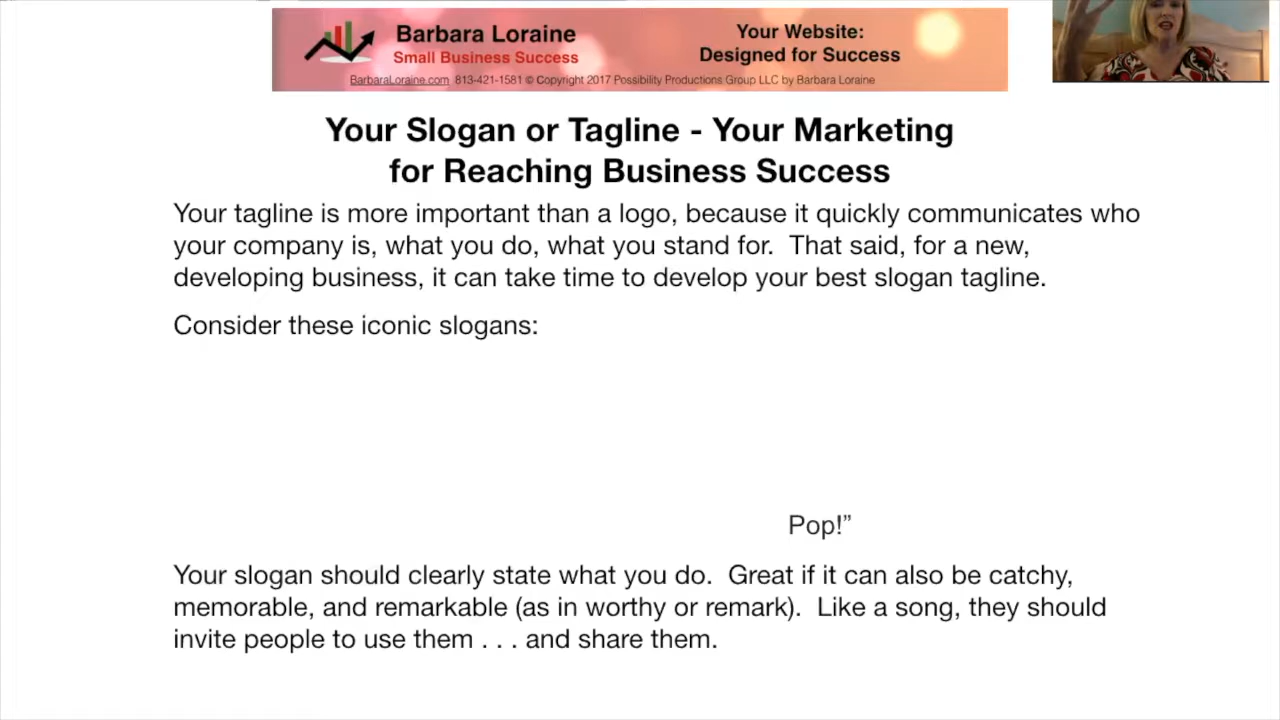 Barbara Loraine
Small Business Success
Your Website:
Designed for Success
BarbaraLoraine.com 813-421-1581 © Copyright 2017 Possibility Productions Group LLC by Barbara Loraine
Your Slogan or Tagline - Your Marketing
for Reaching Business Success
Your tagline is more important than a logo, because it quickly communicates who
your company is, what you do, what you stand for.  That said, for a new,
developing business, it can take time to develop your best slogan tagline.
Consider these iconic slogans:
Pop!”
Your slogan should clearly state what you do.  Great if it can also be catchy,
memorable, and remarkable (as in worthy or remark).  Like a song, they should
invite people to use them . . . and share them.